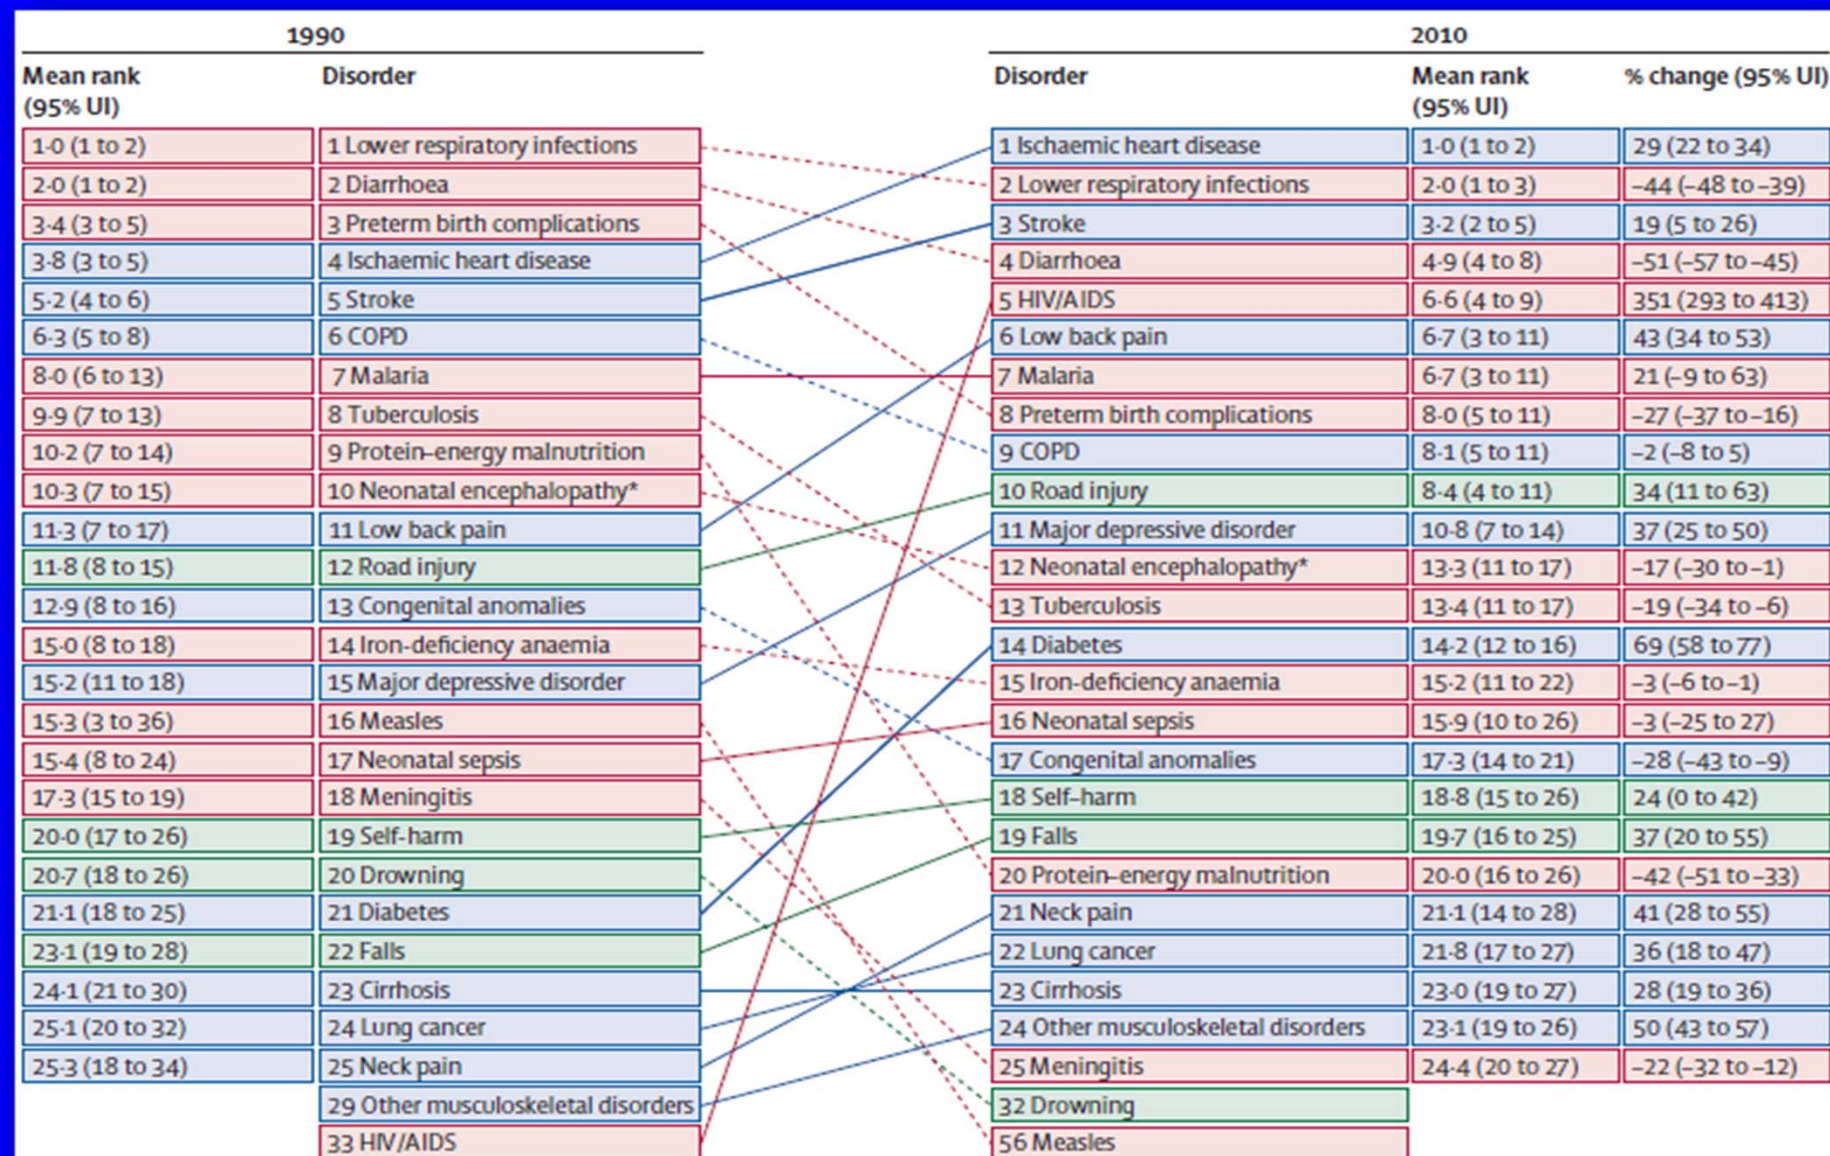 1990 2010
Mean rank Disorder Disorder Mean rank % change (95% UI)
(95% UI) (95% UI)
1·0 (1 to 2) 1 Lower respiratory infections 1 Ischaemic heart disease 1·0 (1 to 2) 29 (22 to 34)
2·0 (1 to 2) 2 Diarrhoea 2 Lower respiratory infections 2·0 (1 to 3) –44 (–48 to –39)
3·4 (3 to 5) 3 Preterm birth complications 3 Stroke 3·2 (2 to 5) 19 (5 to 26)
3·8 (3 to 5) 4 Ischaemic heart disease 4 Diarrhoea 4·9 (4 to 8) –51 (–57 to –45)
5·2 (4 to 6) 5 Stroke 5 HIV/AIDS 6·6 (4 to 9) 351 (293 to 413)
6·3 (5 to 8) 6 COPD 6 Low back pain 6·7 (3 to 11) 43 (34 to 53)
8·0 (6 to 13) 7 Malaria 7 Malaria 6·7 (3 to 11) 21 (–9 to 63)
9·9 (7 to 13) 8 Tuberculosis 8 Preterm birth complications 8·0 (5 to 11) –27 (–37 to –16)
10·2 (7 to 14) 9 Protein–energy malnutrition 9 COPD 8·1 (5 to 11) –2 (–8 to 5)
10·3 (7 to 15) 10 Neonatal encephalopathy* 10 Road injury 8·4 (4 to 11) 34 (11 to 63)
11·3 (7 to 17) 11 Low back pain 11 Major depressive disorder 10·8 (7 to 14) 37 (25 to 50)
11·8 (8 to 15) 12 Road injury 12 Neonatal encephalopathy* 13·3 (11 to 17) –17 (–30 to –1)
12·9 (8 to 16) 13 Congenital anomalies 13 Tuberculosis 13·4 (11 to 17) –19 (–34 to –6)
15·0 (8 to 18) 14 Iron-deficiency anaemia 14 Diabetes 14·2 (12 to 16) 69 (58 to 77)
15·2 (11 to 18) 15 Major depressive disorder 15 Iron-deficiency anaemia 15·2 (11 to 22) –3 (–6 to –1)
15·3 (3 to 36) 16 Measles 16 Neonatal sepsis 15·9 (10 to 26) –3 (–25 to 27)
15·4 (8 to 24) 17 Neonatal sepsis 17 Congenital anomalies 17·3 (14 to 21) –28 (–43 to –9)
17·3 (15 to 19) 18 Meningitis 18 Self-harm 18·8 (15 to 26) 24 (0 to 42)
20·0 (17 to 26) 19 Self-harm 19 Falls 19·7 (16 to 25) 37 (20 to 55)
20·7 (18 to 26) 20 Drowning 20 Protein–energy malnutrition 20·0 (16 to 26) –42 (–51 to –33)
21·1 (18 to 25) 21 Diabetes 21 Neck pain 21·1 (14 to 28) 41 (28 to 55)
23·1 (19 to 28) 22 Falls 22 Lung cancer 21·8 (17 to 27) 36 (18 to 47)
24·1 (21 to 30) 23 Cirrhosis 23 Cirrhosis 23·0 (19 to 27) 28 (19 to 36)
25·1 (20 to 32) 24 Lung cancer 24 Other musculoskeletal disorders 23·1 (19 to 26) 50 (43 to 57)
25·3 (18 to 34) 25 Neck pain 25 Meningitis 24·4 (20 to 27) –22 (–32 to –12)
29 Other musculoskeletal disorders 32 Drowning
33 HIV/AIDS 56 Measles